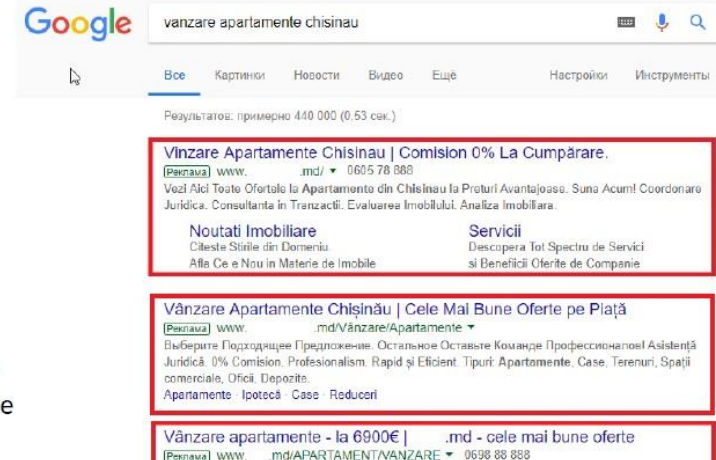 Google
vanzare apartamente chisinau
Все Картинки Новости Видео Ещё Настройки Инструменты
Результатов: примерно 440 000 (0,53 сек.)
Vinzare Apartamente Chisinau | Comision 0% La Cumpărare.
Реклама www. .md/ 0605 78 888
Vezi Aici Toate Ofertele la Apartamente din Chisinau la Preturi Avantajoase. Suna Acum! Coordonare
Juridica. Consultanta in Tranzactii. Evaluarea Imobilului. Analiza Imobiliara.
Noutati Imobiliare Servicii
Citeste Stirile din Domeniu. Descopera Tot Spectru de Servici
Afla Ce e Nou in Materie de Imobile si Beneficii Oferite de Companie
Vânzare Apartamente Chișinău | Cele Mai Bune Oferte pe Piață
Реклама www. .md/Vânzare/Apartamente
Выберите Подходящее Предложение. Остальное Оставьте Команде Профессионалов! Asistență
Juridică. 0% Comision. Profesionalism. Rapid și Eficient. Tipuri: Apartamente, Case, Terenuri, Spații
comerciale, Oficii, Depozite.
Apartamente · Ipotecă · Case · Reduceri
e
Vânzare apartamente - la 6900€ | .md - cele mai bune oferte
Реклама www. .md/APARTAMENT/VANZARE 0698 88 888